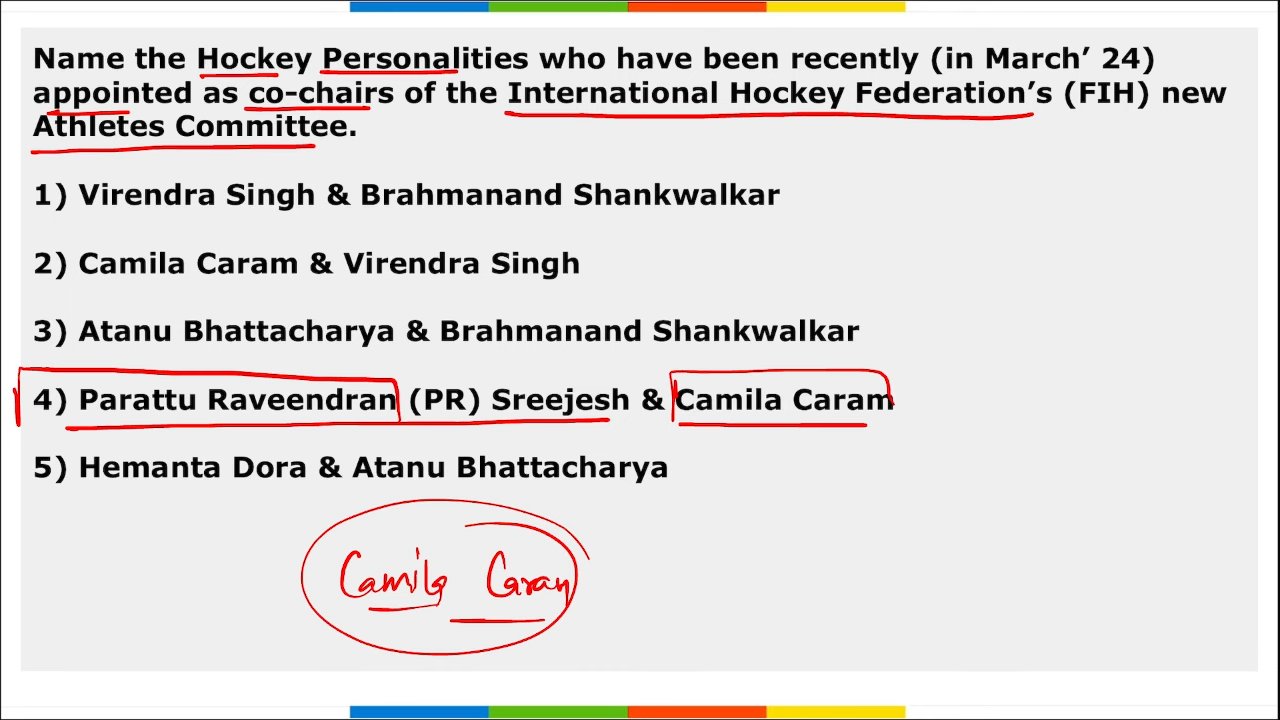 Name the Hockey Personalities who have been recently (in March’ 24)
appointed as co-chairs of the International Hockey Federation’s (FIH) new
Athletes Committee.
1) Virendra Singh & Brahmanand Shankwalkar
2) Camila Caram & Virendra Singh
3) Atanu Bhattacharya & Brahmanand Shankwalkar
4) Parattu Raveendran (PR) Sreejesh & Camila Caram
5) Hemanta Dora & Atanu Bhattacharya
Camila Caram